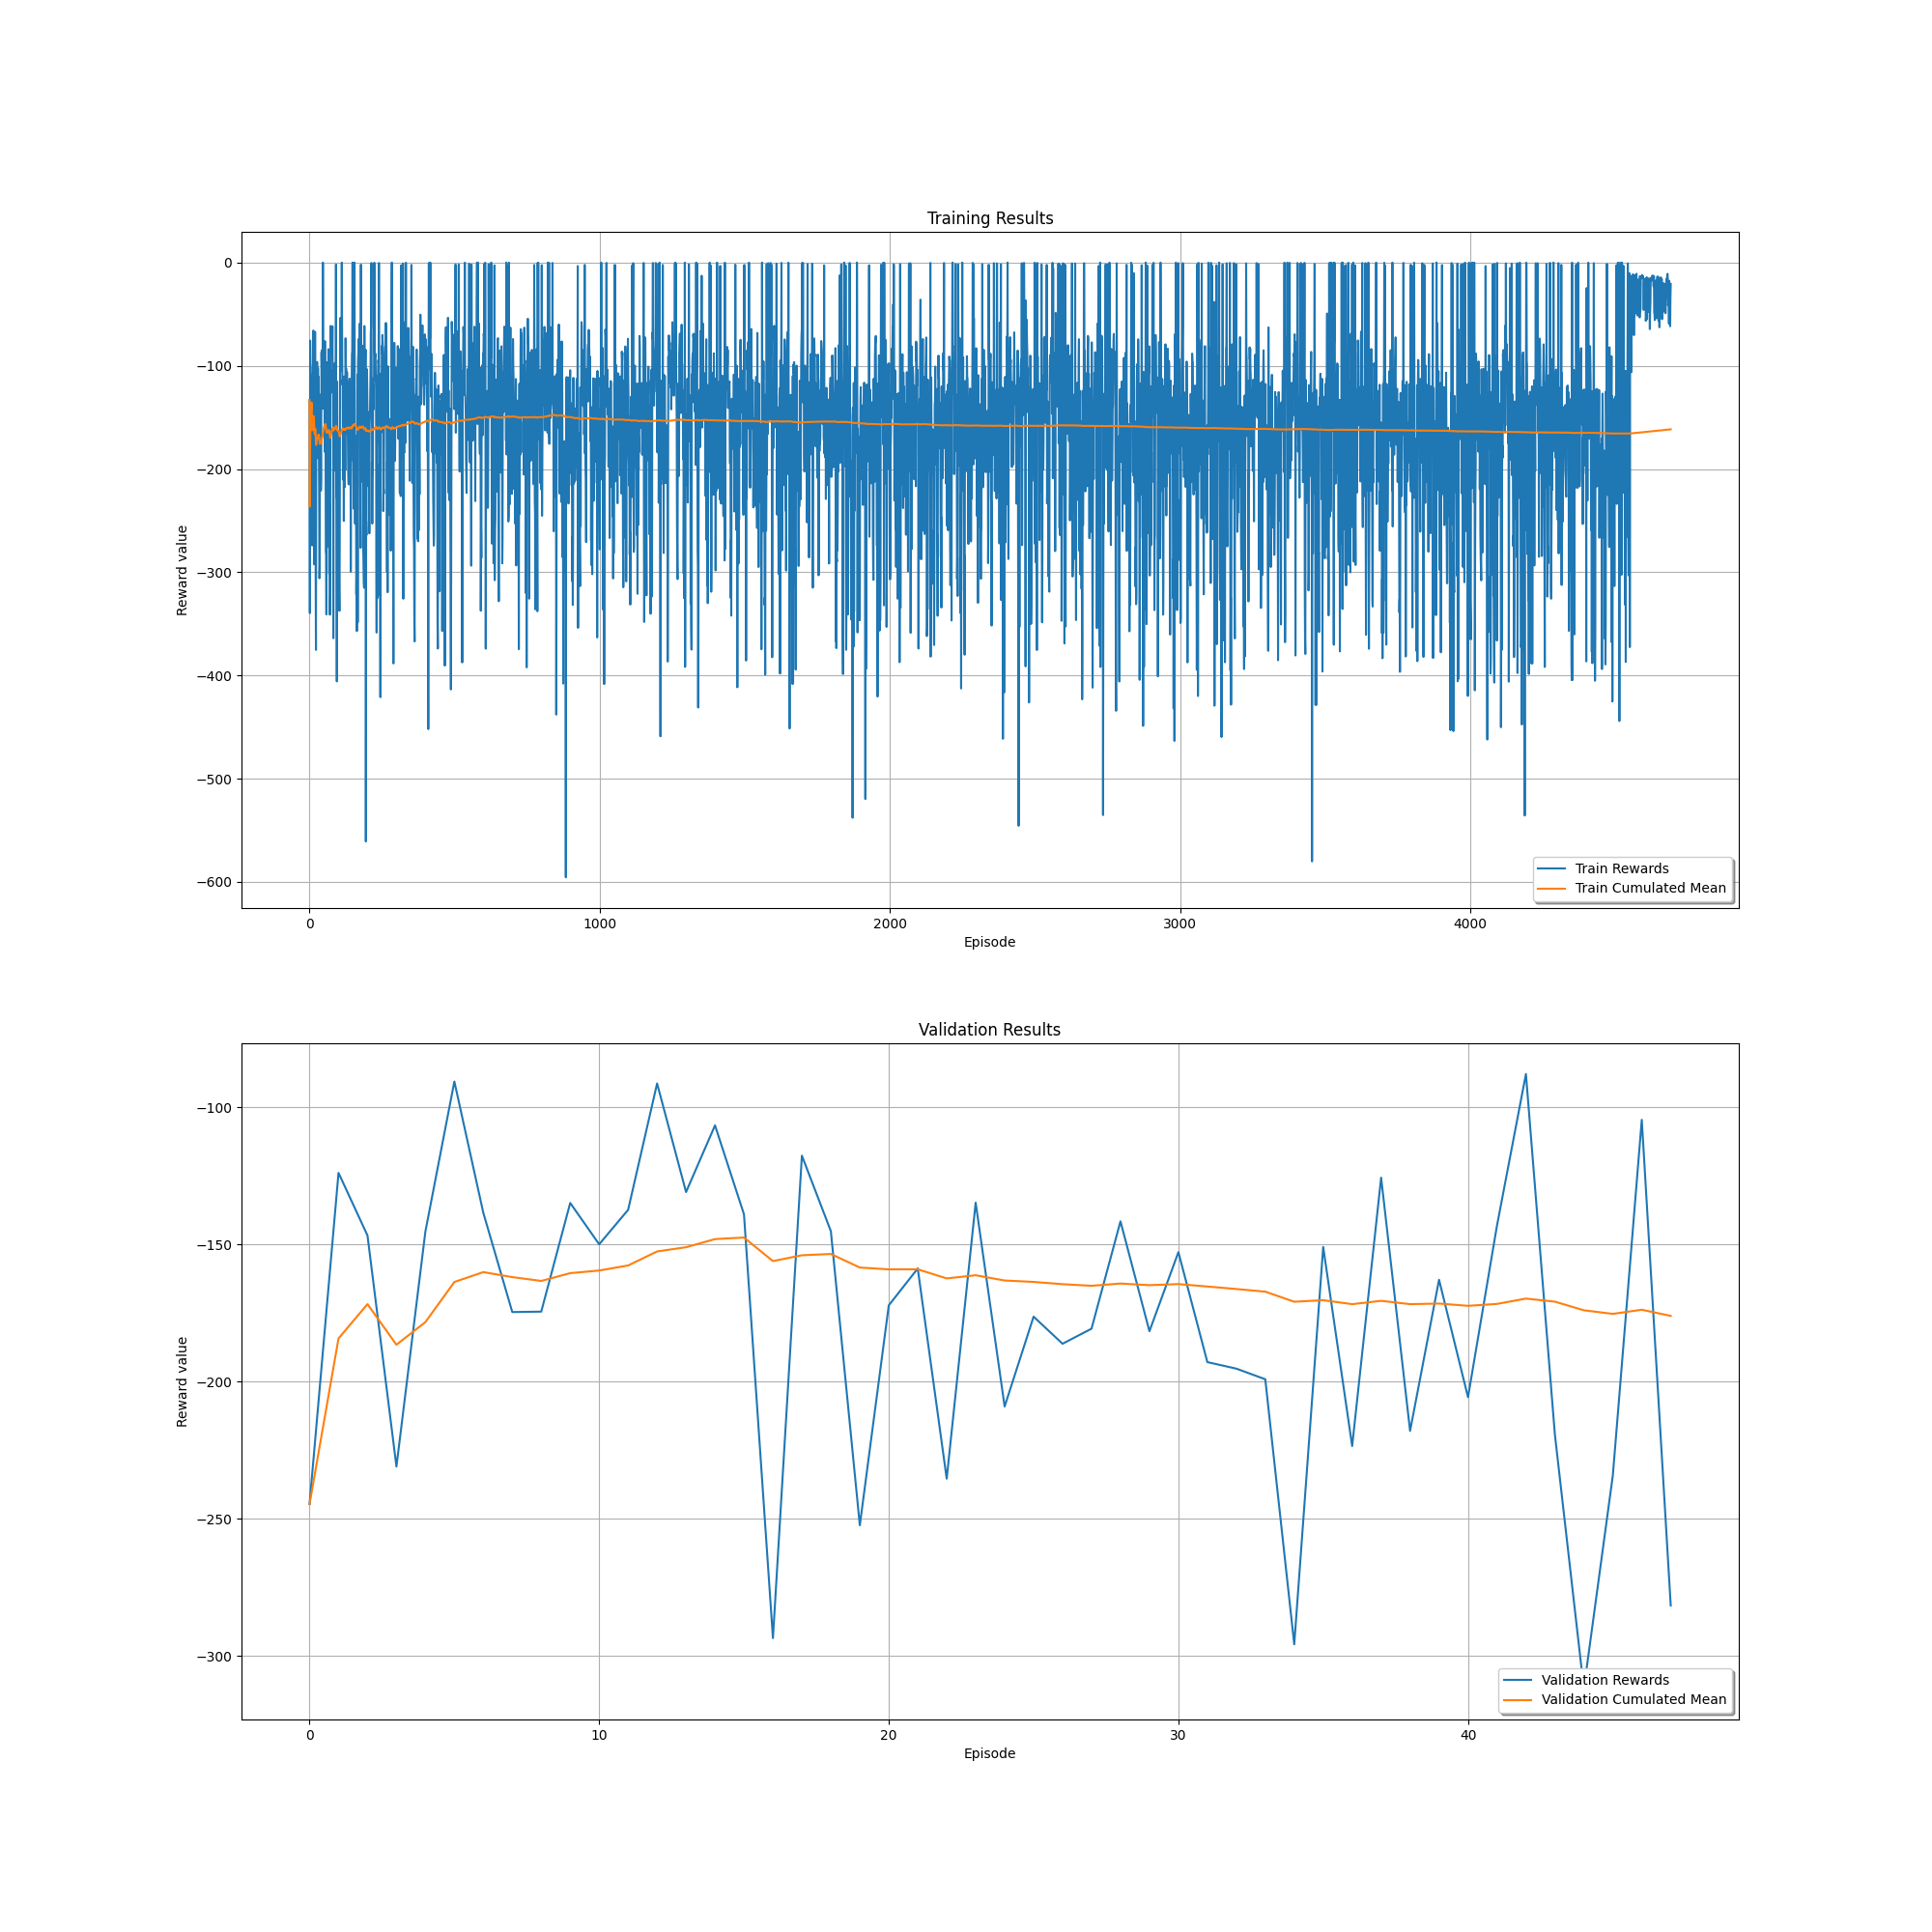 Training Results
0
−100
−200
−300
−400
−500
−600
Reward value
Train Rewards
Train Cumulated Mean
0 1000 2000 3000 4000
Episode
Validation Results
−100
−150
−200
−250
−300
Reward value
Validation Rewards
Validation Cumulated Mean
0 10 20 30 40
Episode